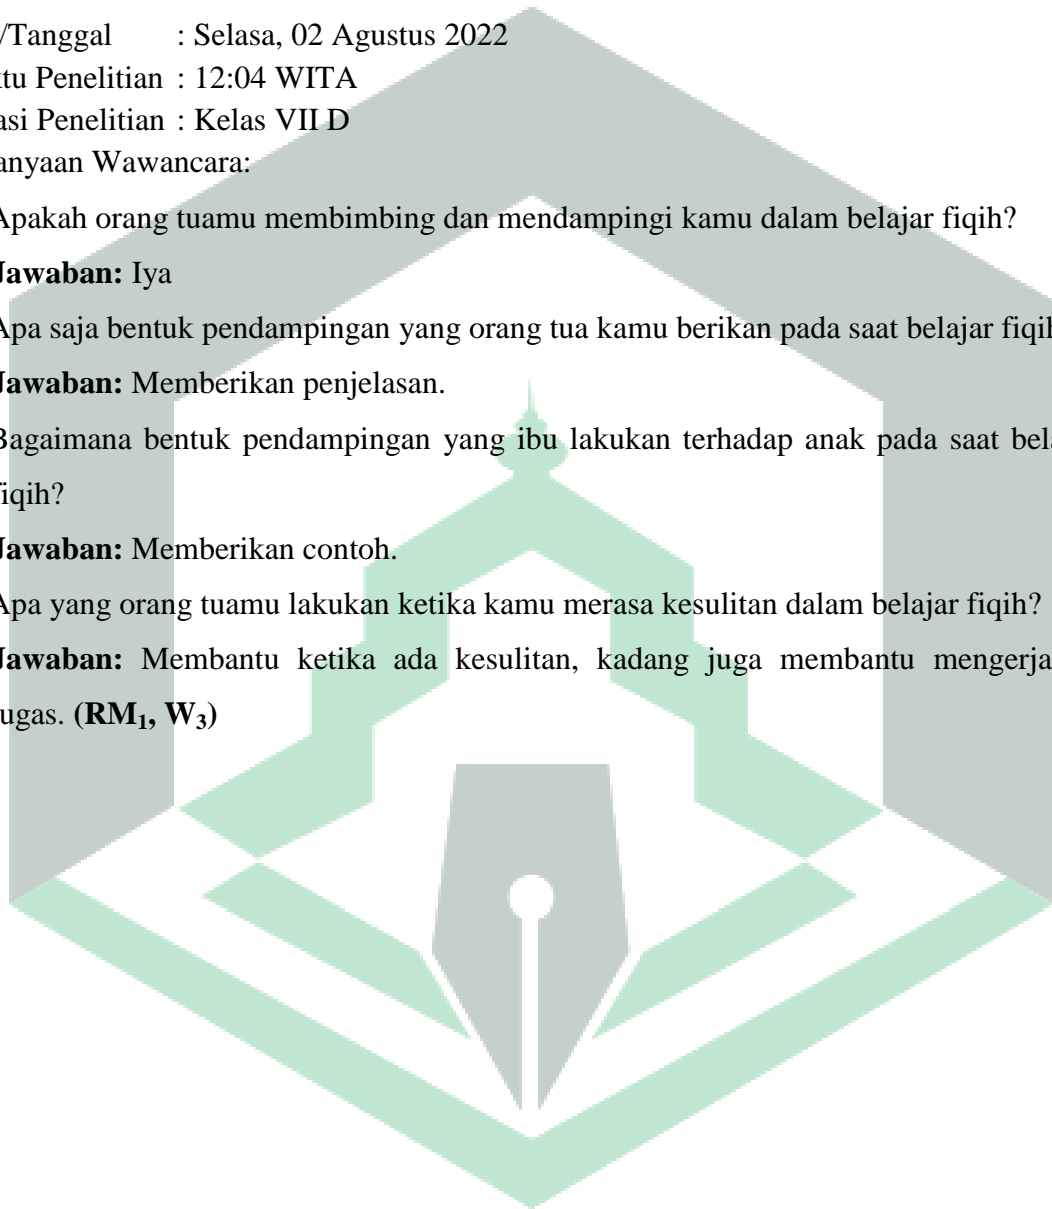 /Tanggal : Selasa, 02 Agustus 2022
tu Penelitian : 12:04 WITA
asi Penelitian : Kelas VII D
anyaan Wawancara:
Apakah orang tuamu membimbing dan mendampingi kamu dalam belajar fiqih?
Jawaban: Iya
Apa saja bentuk pendampingan yang orang tua kamu berikan pada saat belajar fiqih
Jawaban: Memberikan penjelasan.
Bagaimana bentuk pendampingan yang ibu lakukan terhadap anak pada saat bela
fiqih?
Jawaban: Memberikan contoh.
Apa yang orang tuamu lakukan ketika kamu merasa kesulitan dalam belajar fiqih?
Jawaban: Membantu ketika ada kesulitan, kadang juga membantu mengerja
tugas. (RM₁, W₃)